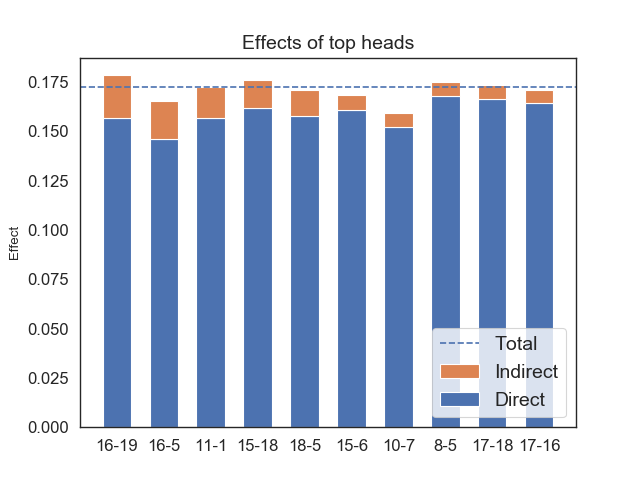 Effects of top heads
Effect
0.175
0.150
0.125
0.100
0.075
0.050
0.025
0.000
Total
Indirect
Direct
16-19 16-5 11-1 15-18 18-5 15-6 10-7 8-5 17-18 17-16